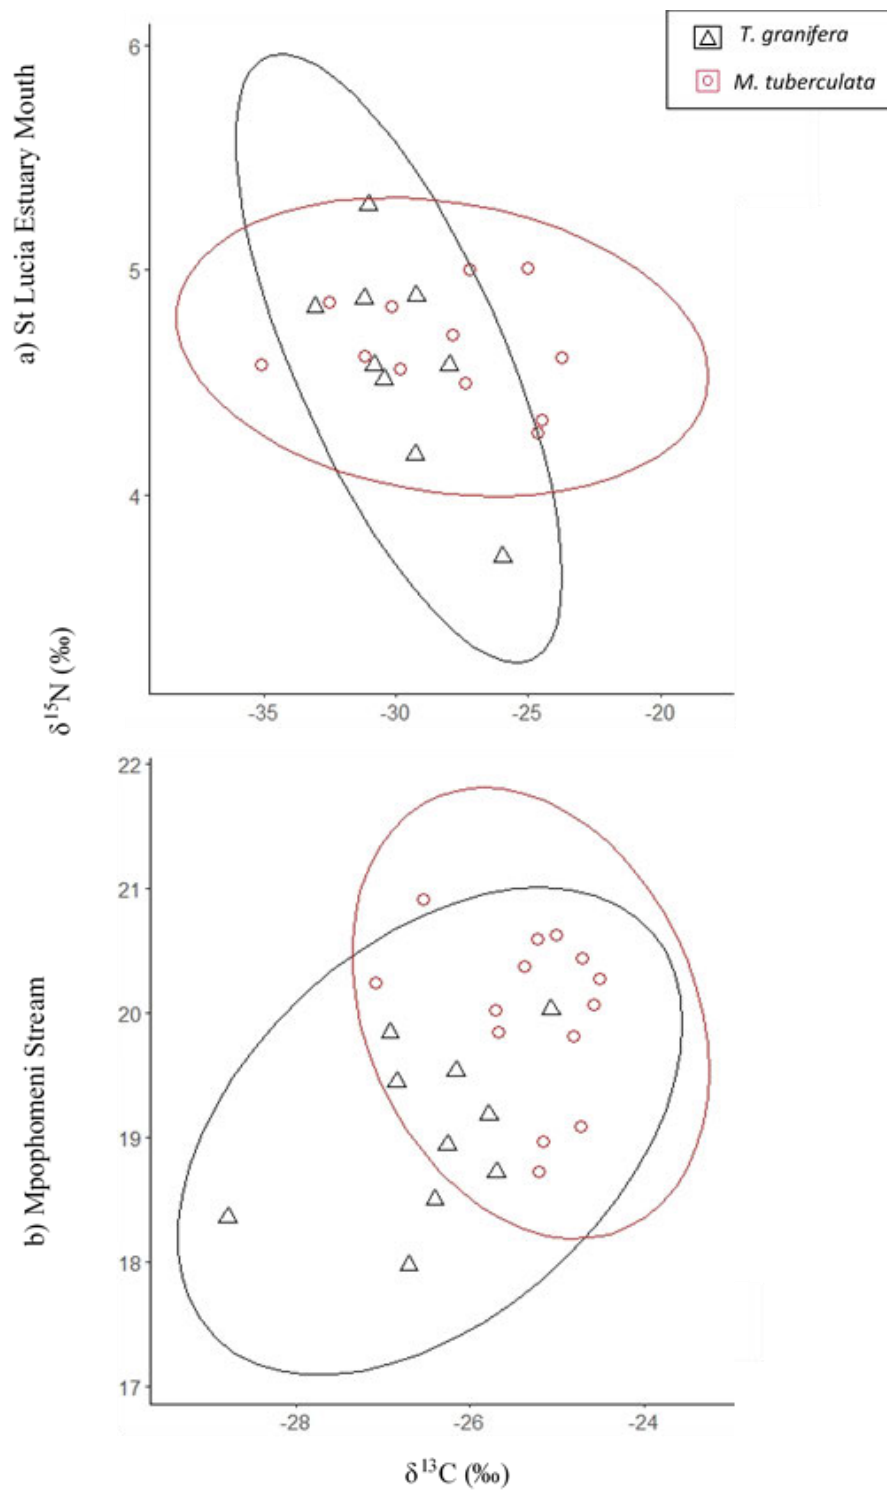 T. granifera
M. tuberculata
a) St Lucia Estuary Mouth
6
5
4
-35
-30
-25
-20
δ¹⁵N (‰)
b) Mpophomeni Stream
22
21
20
19
18
17
-28
-26
-24
δ¹³C (‰)